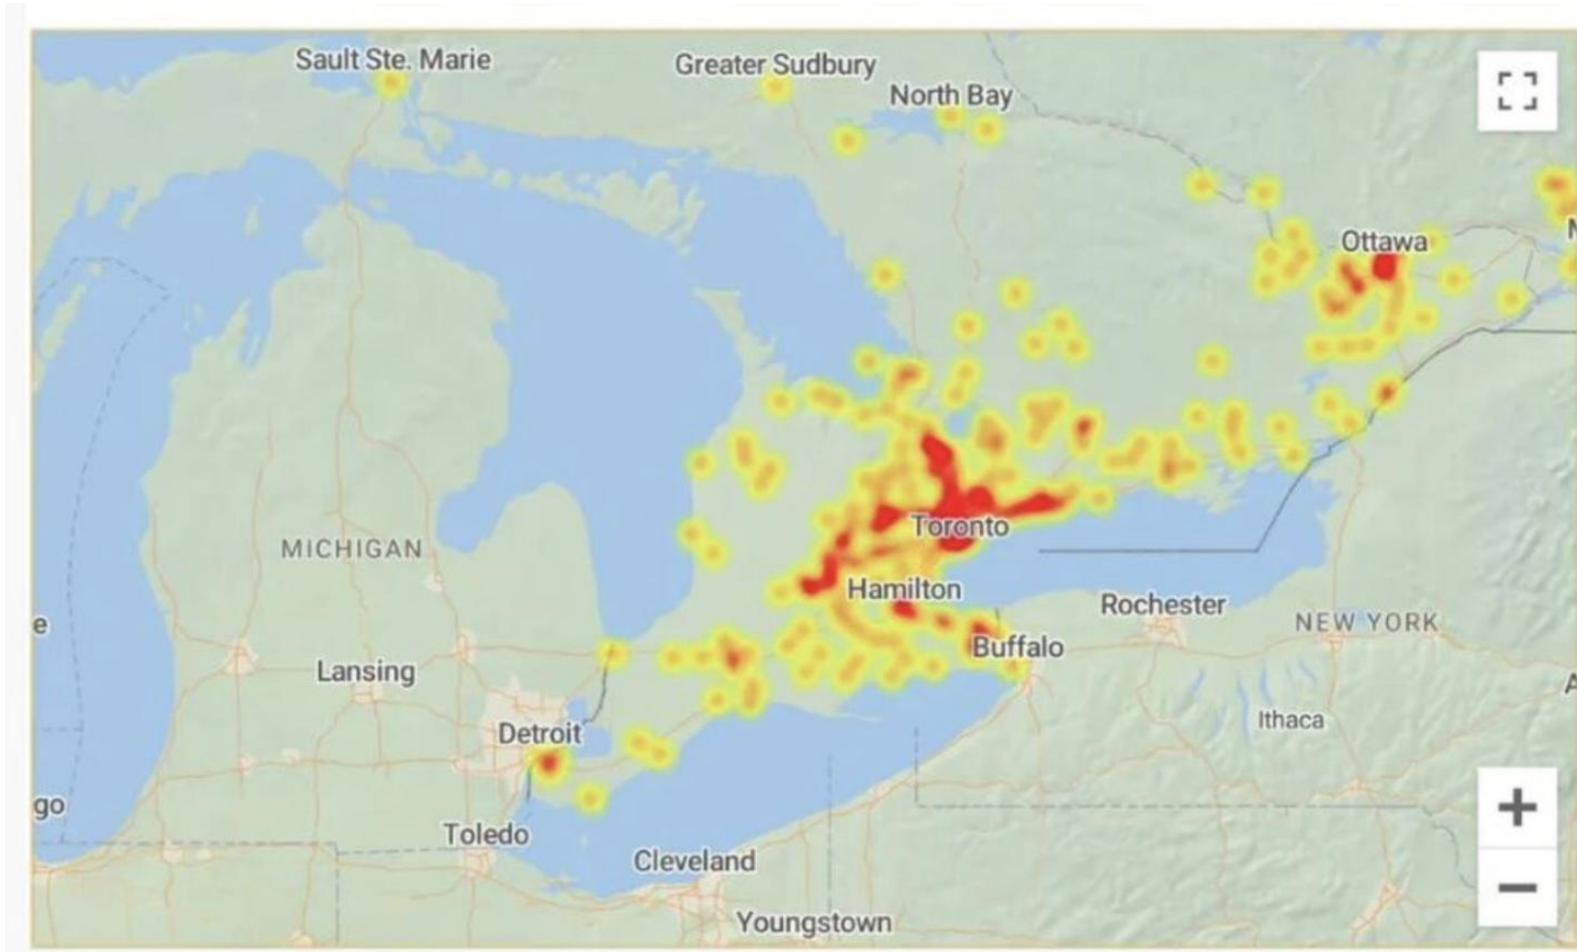 Sault Ste. Marie
Greater Sudbury
North Bay
Ottawa
Toronto
MICHIGAN
Hamilton
Rochester
NEW YORK
Buffalo
Lansing
Ithaca
Detroit
go
Toledo
Cleveland
Youngstown
e
+
−